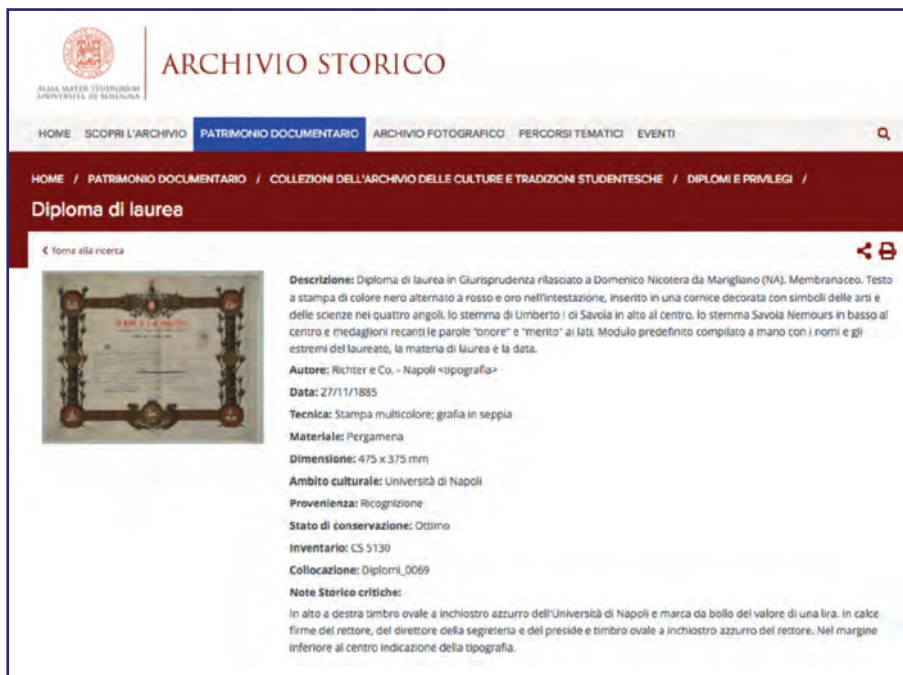 ARCHIVIO STORICO
ALMA MATER STUDIORUM
UNIVERSITÀ DI BOLOGNA
HOME SCOPRI L'ARCHIVIO PATRIMONIO DOCUMENTARIO ARCHIVIO FOTOGRAFICO PERCORSI TEMATICI EVENTI
HOME / PATRIMONIO DOCUMENTARIO / COLLEZIONI DELL'ARCHIVIO DELLE CULTURE E TRADIZIONI STUDENTESCHE / DIPLOMI E PRIVILEGI /
Diploma di laurea
Torna alla ricerca
Descrizione: Diploma di laurea in Giurisprudenza rilasciato a Domenico Nicotera da Marigliano (NA). Membranaceo. Testo
a stampa di colore nero alternato a rosso e oro nell'intestazione, inserito in una cornice decorata con simboli delle arti e
delle scienze nei quattro angoli, lo stemma di Umberto I di Savoia in alto al centro, lo stemma Savoia Nemours in basso al
centro e medaglioni recanti le parole "onore" e "merito" ai lati. Modulo predefinito compilato a mano con i nomi e gli
estremi del laureato, la materia di laurea e la data.
Autore: Richter e Co. - Napoli <tipografia>
Data: 27/11/1885
Tecnica: Stampa multicolore; grafia in seppia
Materiale: Pergamena
Dimensione: 475 x 375 mm
Ambito culturale: Università di Napoli
Provenienza: Ricognizione
Stato di conservazione: Ottimo
Inventario: CS 5130
Collocazione: Diplomi_0069
Note Storico critiche:
In alto a destra timbro ovale a inchiostro azzurro dell'Università di Napoli e marca da bollo del valore di una lira. In calce
firme del rettore, del direttore della segreteria e del preside e timbro ovale a inchiostro azzurro del rettore. Nel margine
inferiore al centro indicazione della tipografia.